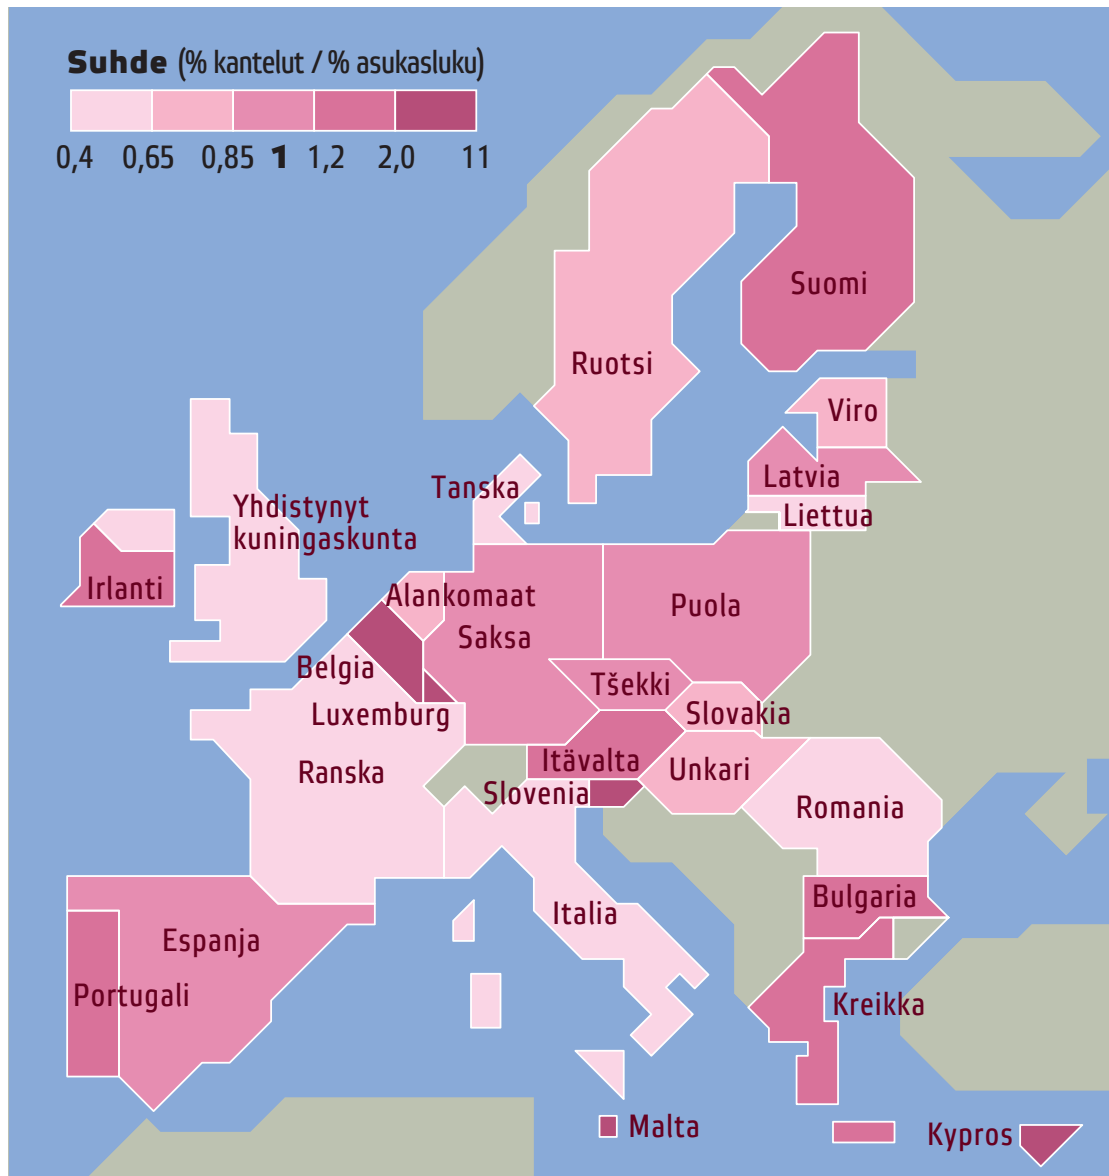 Suhde (% kantelut / % asukasluku)
0,4 0,65 0,85 1 1,2 2,0 11
Suomi
Ruotsi
Viro
Latvia
Tanska
Liettua
Yhdistynyt
kuningaskunta
Irlanti
Alankomaat
Puola
Saksa
Belgia
Tšekki
Luxemburg
Slovakia
Itävalta
Unkari
Ranska
Slovenia
Romania
Bulgaria
Italia
Espanja
Portugali
Kreikka
Malta
Kypros